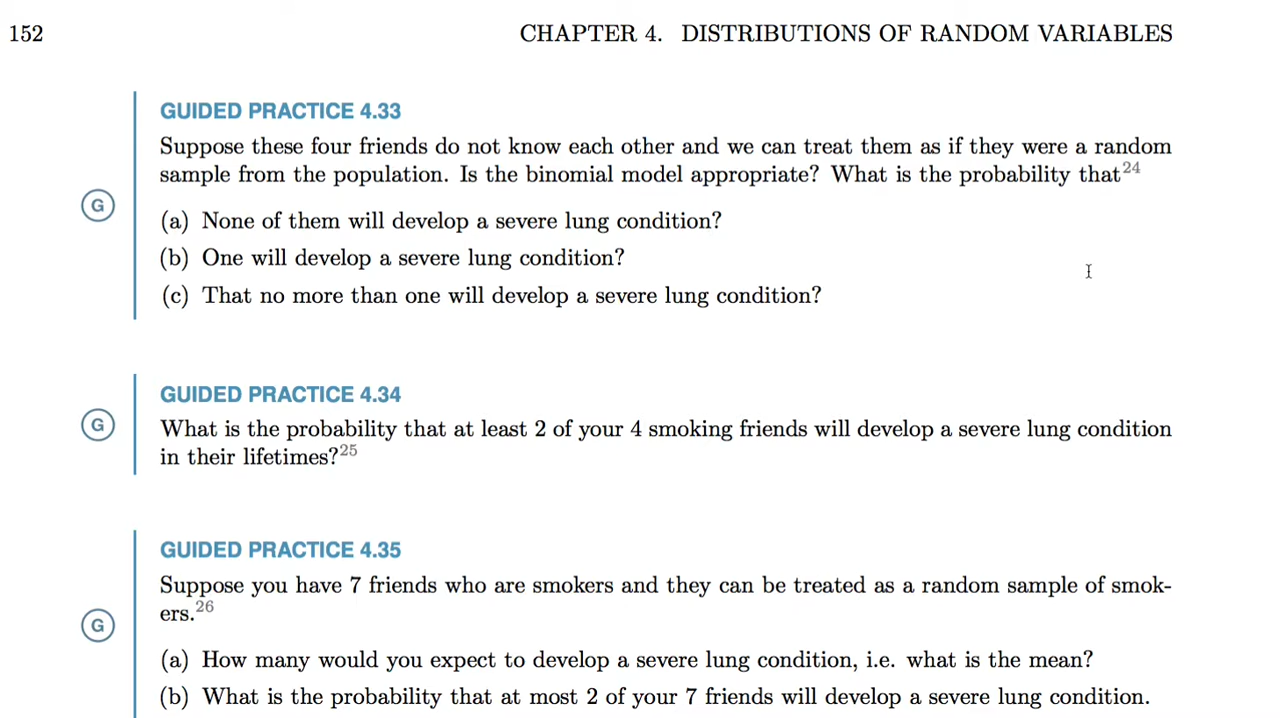 152
CHAPTER 4. DISTRIBUTIONS OF RANDOM VARIABLES
GUIDED PRACTICE 4.33
Suppose these four friends do not know each other and we can treat them as if they were a random
sample from the population. Is the binomial model appropriate? What is the probability that24
G
(a) None of them will develop a severe lung condition?
(b) One will develop a severe lung condition?
(c) That no more than one will develop a severe lung condition?
GUIDED PRACTICE 4.34
G
What is the probability that at least 2 of your 4 smoking friends will develop a severe lung condition
in their lifetimes?25
GUIDED PRACTICE 4.35
Suppose you have 7 friends who are smokers and they can be treated as a random sample of smok-
ers.26
G
(a) How many would you expect to develop a severe lung condition, i.e. what is the mean?
(b) What is the probability that at most 2 of your 7 friends will develop a severe lung condition.